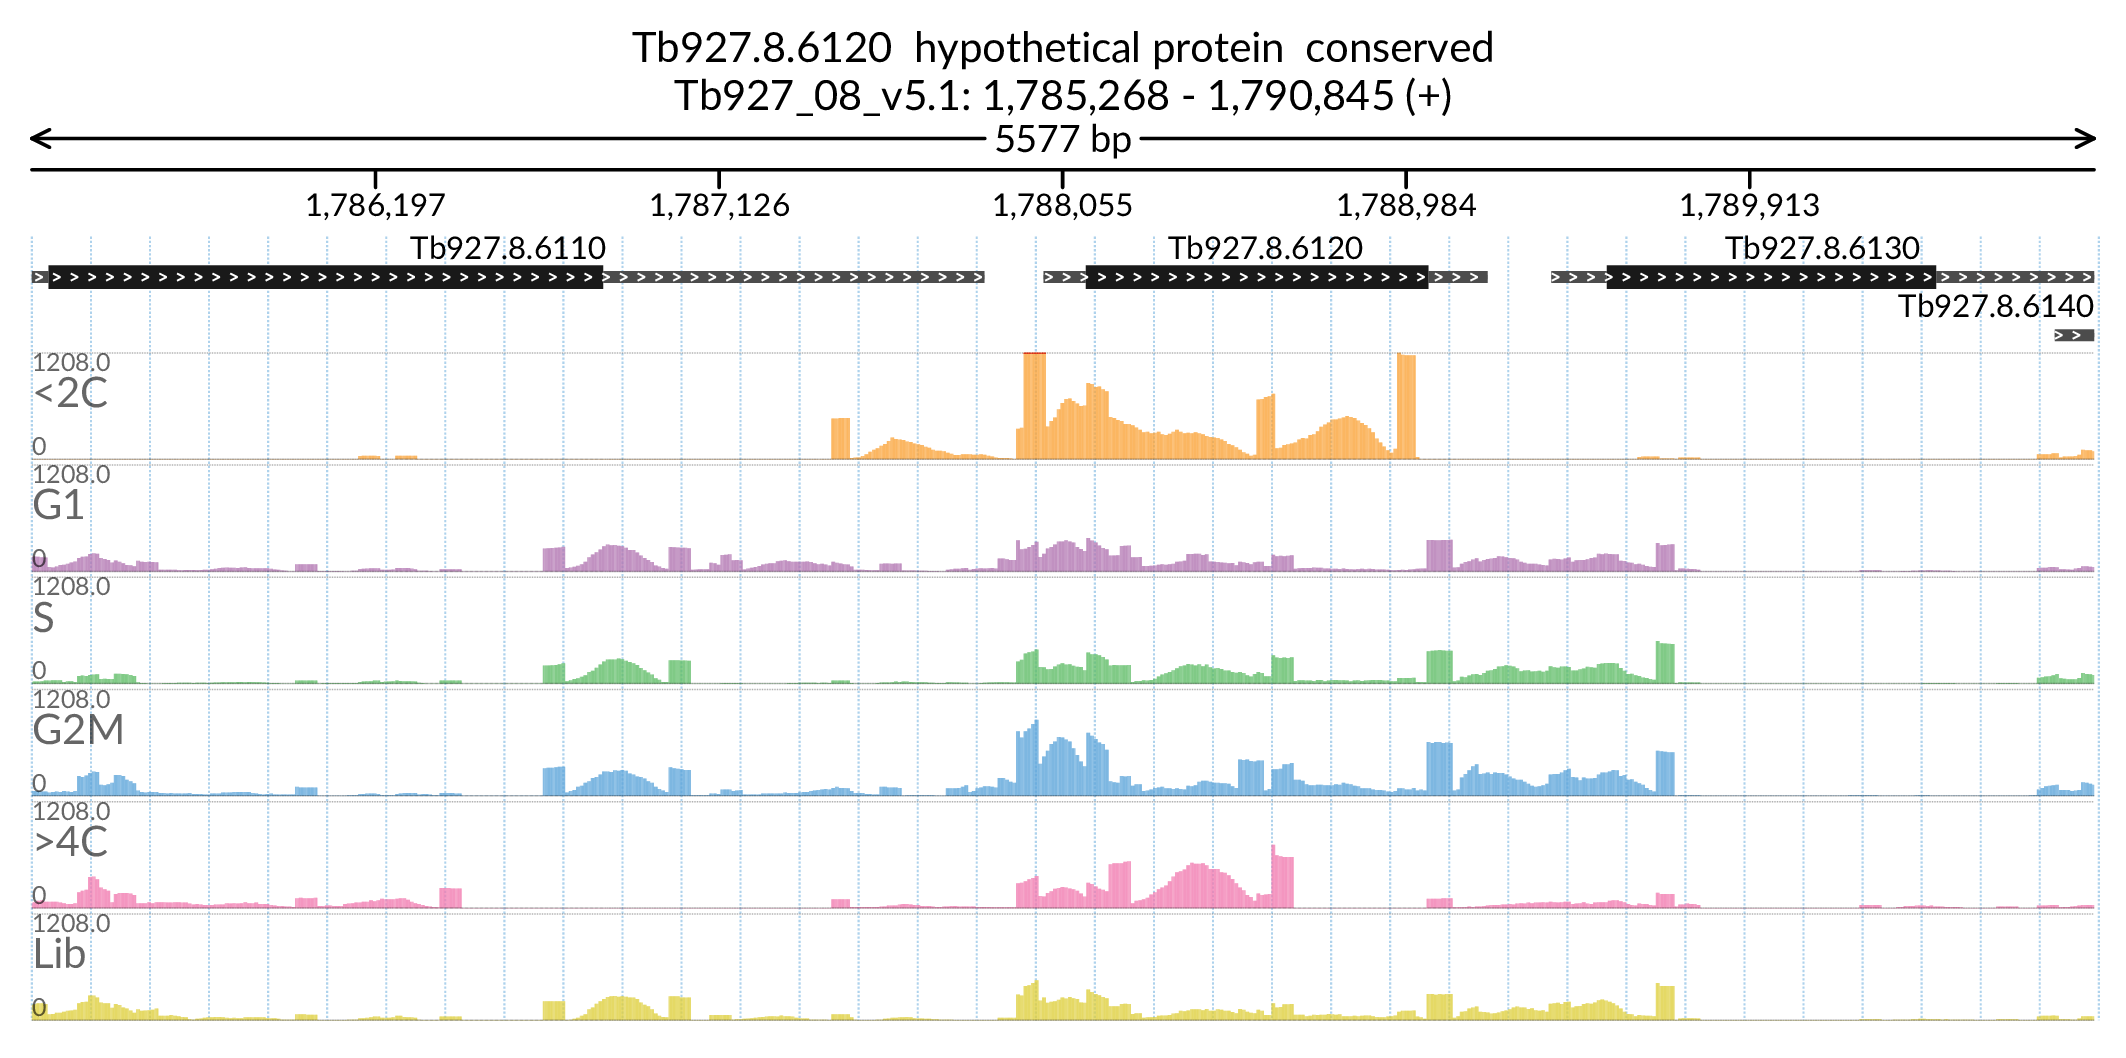 Tb927.8.6120  hypothetical protein  conserved
Tb927_08_v5.1: 1,785,268 - 1,790,845 (+)
5577 bp
1,786,197 1,787,126 1,788,055 1,788,984 1,789,913
Tb927.8.6110 Tb927.8.6120 Tb927.8.6130
Tb927.8.6140
1208.0
<2C
0
1208.0
G1
0
1208.0
S
0
1208.0
G2M
0
1208.0
>4C
0
1208.0
Lib
0